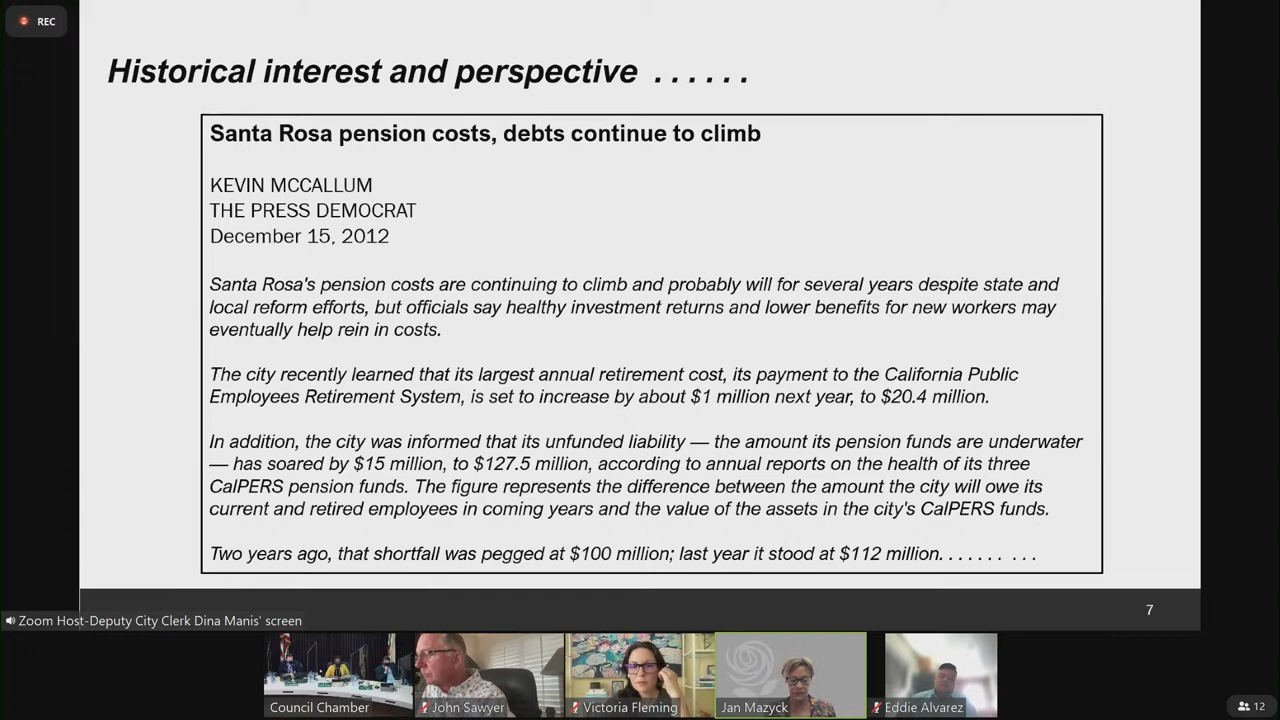 REC
Historical interest and perspective . . . . . .
Santa Rosa pension costs, debts continue to climb
KEVIN MCCALLUM
THE PRESS DEMOCRAT
December 15, 2012
Santa Rosa's pension costs are continuing to climb and probably will for several years despite state and
local reform efforts, but officials say healthy investment returns and lower benefits for new workers may
eventually help rein in costs.
The city recently learned that its largest annual retirement cost, its payment to the California Public
Employees Retirement System, is set to increase by about $1 million next year, to $20.4 million.
In addition, the city was informed that its unfunded liability — the amount its pension funds are underwater
— has soared by $15 million, to $127.5 million, according to annual reports on the health of its three
CalPERS pension funds. The figure represents the difference between the amount the city will owe its
current and retired employees in coming years and the value of the assets in the city's CalPERS funds.
Two years ago, that shortfall was pegged at $100 million; last year it stood at $112 million. . . . . . . . . .
7
Zoom Host-Deputy City Clerk Dina Manis' screen
Council Chamber
John Sawyer
Victoria Fleming
Jan Mazyck
Eddie Alvarez
12